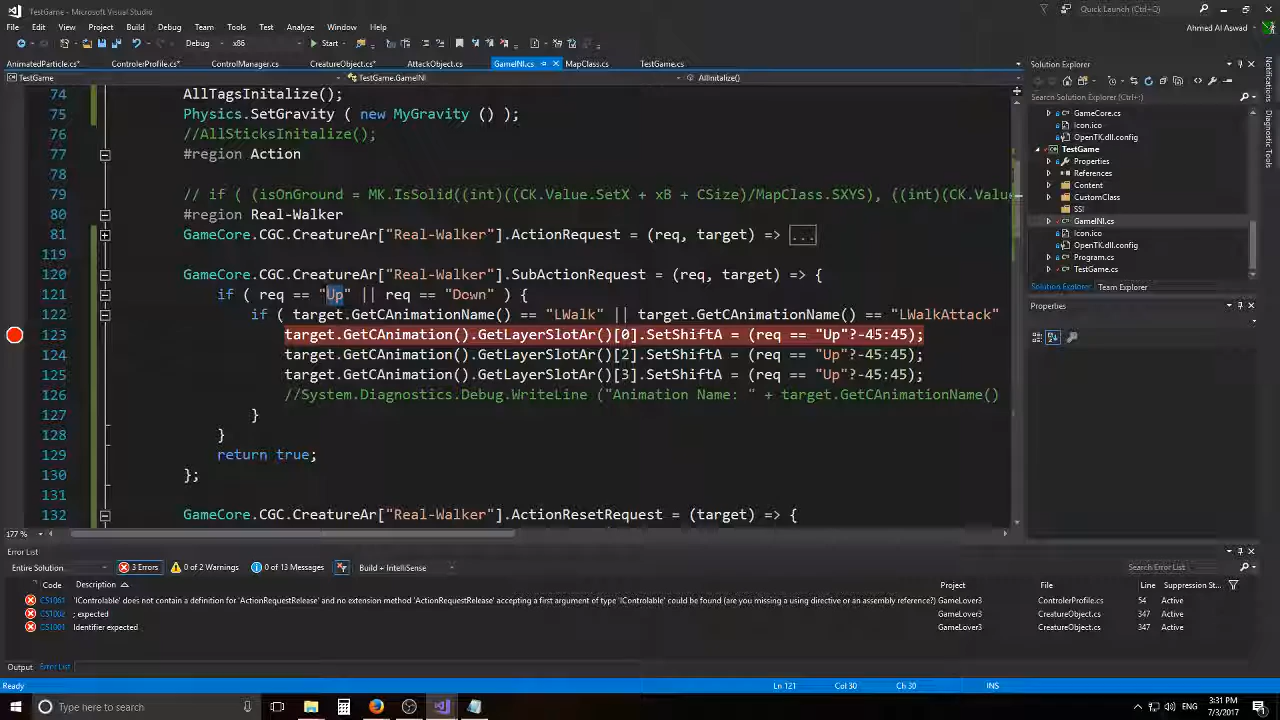 TestGame - Microsoft Visual Studio
Quick Launch (Ctrl+Q)
File Edit View Project Build Debug Team Tools Architecture Test R Tools Analyze Window Help
Ahmed Al Aswad
Debug x86 Start
AnimatedParticle.cs* ControlerProfile.cs* ControlManager.cs CreatureObject.cs* AttackObject.cs GameINI.cs MapClass.cs TestGame.cs
TestGame TestGame.GameINI AllInitalize()
74 AllTagsInitalize();
75 Physics.SetGravity ( new MyGravity () );
76 //AllSticksInitalize();
77 #region Action
78
79 // if ( (isOnGround = MK.IsSolid((int)((CK.Value.SetX + xB + CSize)/MapClass.SXYS), ((int)(CK.Valu
80 #region Real-Walker
81 GameCore.CGC.CreatureAr["Real-Walker"].ActionRequest = (req, target) => ...
119
120 GameCore.CGC.CreatureAr["Real-Walker"].SubActionRequest = (req, target) => {
121 if ( req == "Up" || req == "Down" ) {
122 if ( target.GetCAnimationName() == "LWalk" || target.GetCAnimationName() == "LWalkAttack"
123 target.GetCAnimation().GetLayerSlotAr()[0].SetShiftA = (req == "Up"?-45:45);
124 target.GetCAnimation().GetLayerSlotAr()[2].SetShiftA = (req == "Up"?-45:45);
125 target.GetCAnimation().GetLayerSlotAr()[3].SetShiftA = (req == "Up"?-45:45);
126 //System.Diagnostics.Debug.WriteLine ("Animation Name: " + target.GetCAnimationName()
127 }
128 }
129 return true;
130 };
131
132 GameCore.CGC.CreatureAr["Real-Walker"].ActionResetRequest = (target) => {
177 %
Solution Explorer
Search Solution Explorer (Ctrl+;)
GameCore.cs
Icon.ico
OpenTK.dll.config
TestGame
Properties
References
Content
CustomClass
SSI
GameINI.cs
Icon.ico
OpenTK.dll.config
Program.cs
TestGame.cs
Solution Explorer Team Explorer
Properties
Notifications
Diagnostic Tools
Error List
Entire Solution 3 Errors 0 of 2 Warnings 0 of 13 Messages Build + IntelliSense
Search Error List
Code Description Project File Line Suppression St...
CS1061 'IControlable' does not contain a definition for 'ActionRequestRelease' and no extension method 'ActionRequestRelease' accepting a first argument of type 'IControlable' could be found (are you missing a using directive or an assembly reference?) GameLover3 ControlerProfile.cs 54 Active
CS1002 ; expected GameLover3 CreatureObject.cs 347 Active
CS1001 Identifier expected GameLover3 CreatureObject.cs 347 Active
Output Error List
Ready Ln 121 Col 30 Ch 30 INS
Type here to search
ENG
3:31 PM
7/3/2017